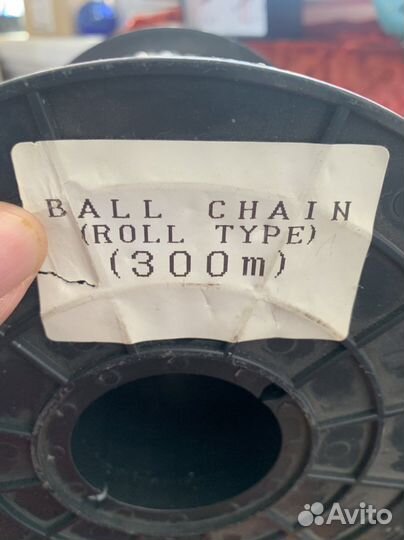 BALL CHAIN
(ROLL TYPE)
(300m)
Avito